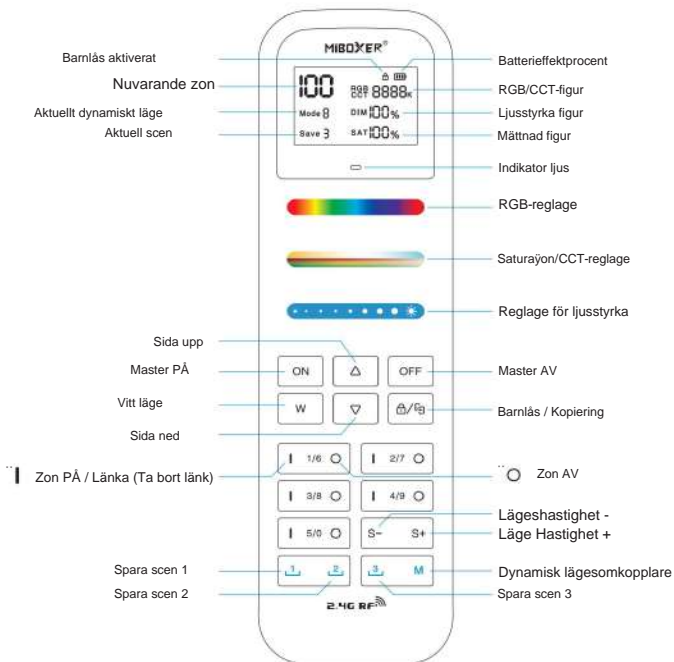 MIBOXER®
Barnlås aktiverat
Batterieffektprocent
Nuvarande zon
100
RGB
CCT 8888K
RGB/CCT-figur
Aktuellt dynamiskt läge
Mode 8
DIM 100%
Ljusstyrka figur
Aktuell scen
Save 3
SAT 100%
Mättnad figur
Indikator ljus
RGB-reglage
Saturaÿon/CCT-reglage
Reglage för ljusstyrka
Sida upp
Master PÅ
ON
OFF
Master AV
Vitt läge
W
Barnlås / Kopiering
Sida ned
¨ I Zon PÅ / Länka (Ta bort länk)
I 1/6 O
I 2/7 O
¨ O Zon AV
I 3/8 O
I 4/9 O
Lägeshastighet -
I 5/0 O
S- S+
Läge Hastighet +
Spara scen 1
1 2
3 M
Dynamisk lägesomkopplare
Spara scen 2
Spara scen 3
2.4G RF